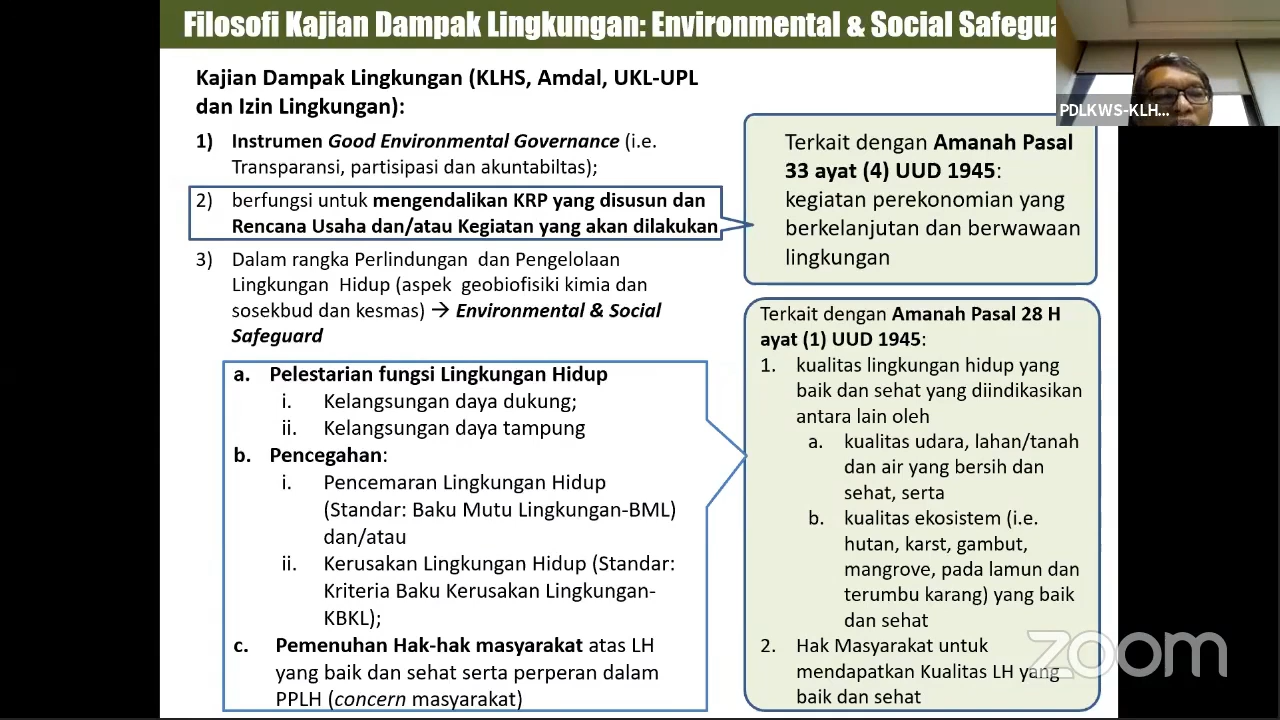 Filosofi Kajian Dampak Lingkungan: Environmental & Social Safegua
PDLKWS-KLH...
Kajian Dampak Lingkungan (KLHS, Amdal, UKL-UPL
dan Izin Lingkungan):
1) Instrumen Good Environmental Governance (i.e.
Transparansi, partisipasi dan akuntabiltas);
2) berfungsi untuk mengendalikan KRP yang disusun dan
Rencana Usaha dan/atau Kegiatan yang akan dilakukan
3) Dalam rangka Perlindungan dan Pengelolaan
Lingkungan Hidup (aspek geobiofisiki kimia dan
sosekbud dan kesmas) → Environmental & Social
Safeguard
a. Pelestarian fungsi Lingkungan Hidup
i. Kelangsungan daya dukung;
ii. Kelangsungan daya tampung
b. Pencegahan:
i. Pencemaran Lingkungan Hidup
(Standar: Baku Mutu Lingkungan-BML)
dan/atau
ii. Kerusakan Lingkungan Hidup (Standar:
Kriteria Baku Kerusakan Lingkungan-
KBKL);
c. Pemenuhan Hak-hak masyarakat atas LH
yang baik dan sehat serta perperan dalam
PPLH (concern masyarakat)
Terkait dengan Amanah Pasal
33 ayat (4) UUD 1945:
kegiatan perekonomian yang
berkelanjutan dan berwawaan
lingkungan
Terkait dengan Amanah Pasal 28 H
ayat (1) UUD 1945:
1. kualitas lingkungan hidup yang
baik dan sehat yang diindikasikan
antara lain oleh
a. kualitas udara, lahan/tanah
dan air yang bersih dan
sehat, serta
b. kualitas ekosistem (i.e.
hutan, karst, gambut,
mangrove, pada lamun dan
terumbu karang) yang baik
dan sehat
2. Hak Masyarakat untuk
mendapatkan Kualitas LH yang
baik dan sehat
zoom